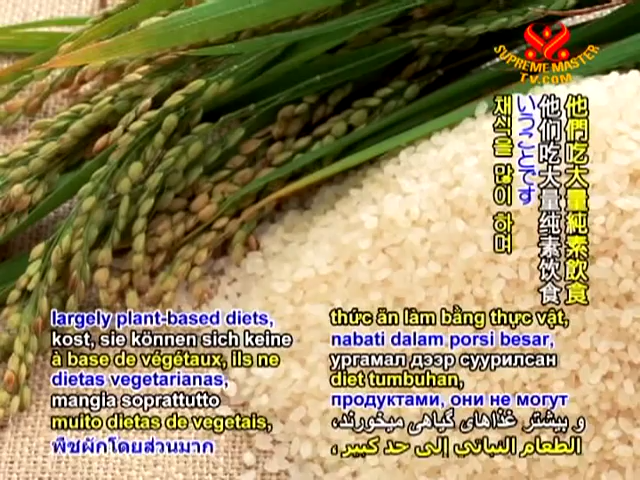 SUPREME MASTER
TV.COM
他們吃大量純素飲食
他们吃大量纯素饮食
いうことです
채식을 많이 하며
largely plant-based diets,
kost, sie können sich keine
à base de végétaux, ils ne
dietas vegetarianas,
mangia soprattutto
muito dietas de vegetais,
พืชผักโดยส่วนมาก
thức ăn làm bằng thực vật,
nabati dalam porsi besar,
ургамал дээр суурилсан
diet tumbuhan,
продуктами, они не могут
و بیشتر غذاهای گیاهی میخورند،
الطعام النباتي إلى حد كبير ،